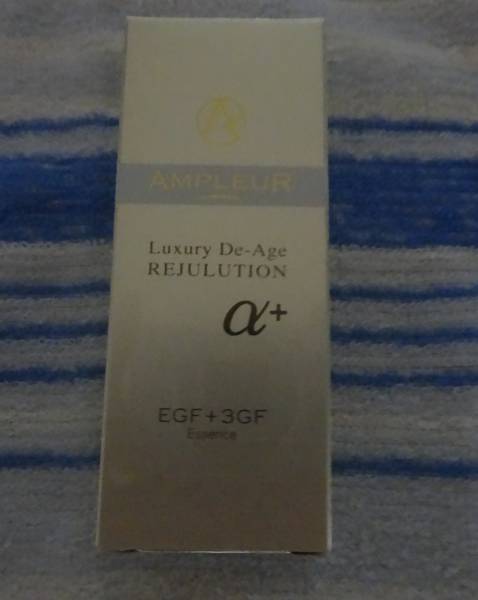 AMPLEUR
Luxury De-Age
REJULUTION
α+
EGF+3GF
Essence